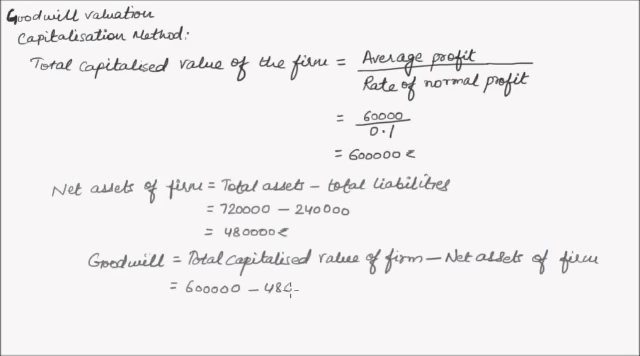 Goodwill valuation
Capitalisation Method:
Total capitalised value of the firm = Average profit / Rate of normal profit
= 60000 / 0.1
= 600000 ₹
Net assets of firm = Total assets - total liabilities
= 720000 - 240000
= 480000 ₹
Goodwill = Total capitalised value of firm - Net assets of firm
= 600000 - 48